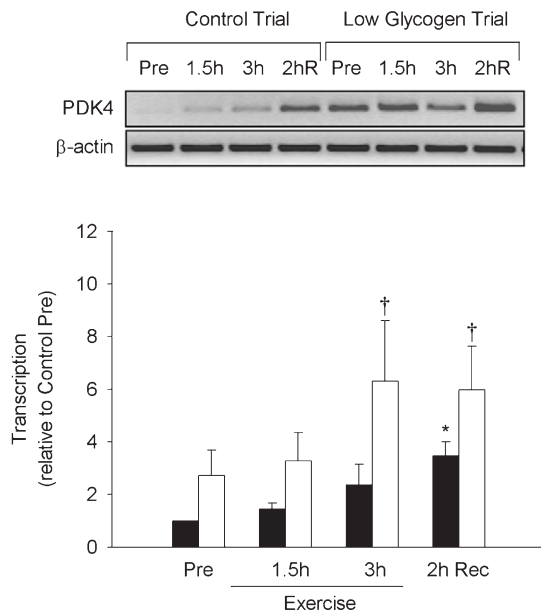 Control Trial Low Glycogen Trial
Pre 1.5h 3h 2hR Pre 1.5h 3h 2hR
PDK4
β-actin
12
10
8
6
4
2
0
Transcription
(relative to Control Pre)
†
†
*
Pre 1.5h 3h 2h Rec
Exercise